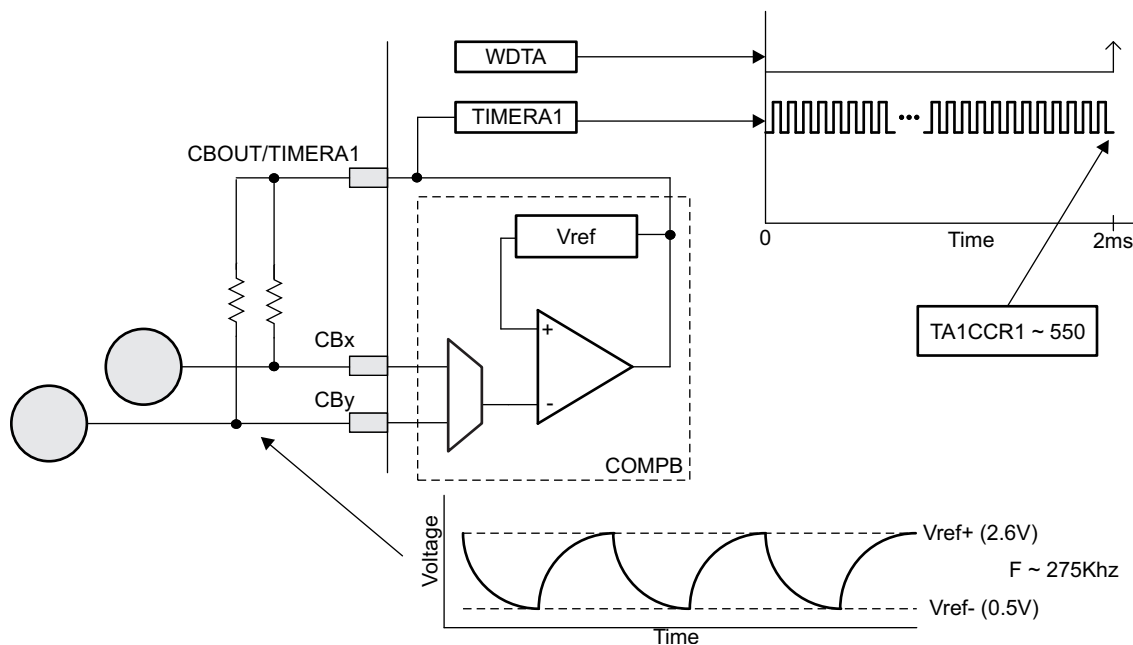 WDTA
TIMERA1
CBOUT/TIMERA1
•••
0
Time
2ms
Vref
TA1CCR1 ~ 550
+
CBx
CBy
-
COMPB
Voltage
Vref+ (2.6V)
F ~ 275Khz
Vref- (0.5V)
Time